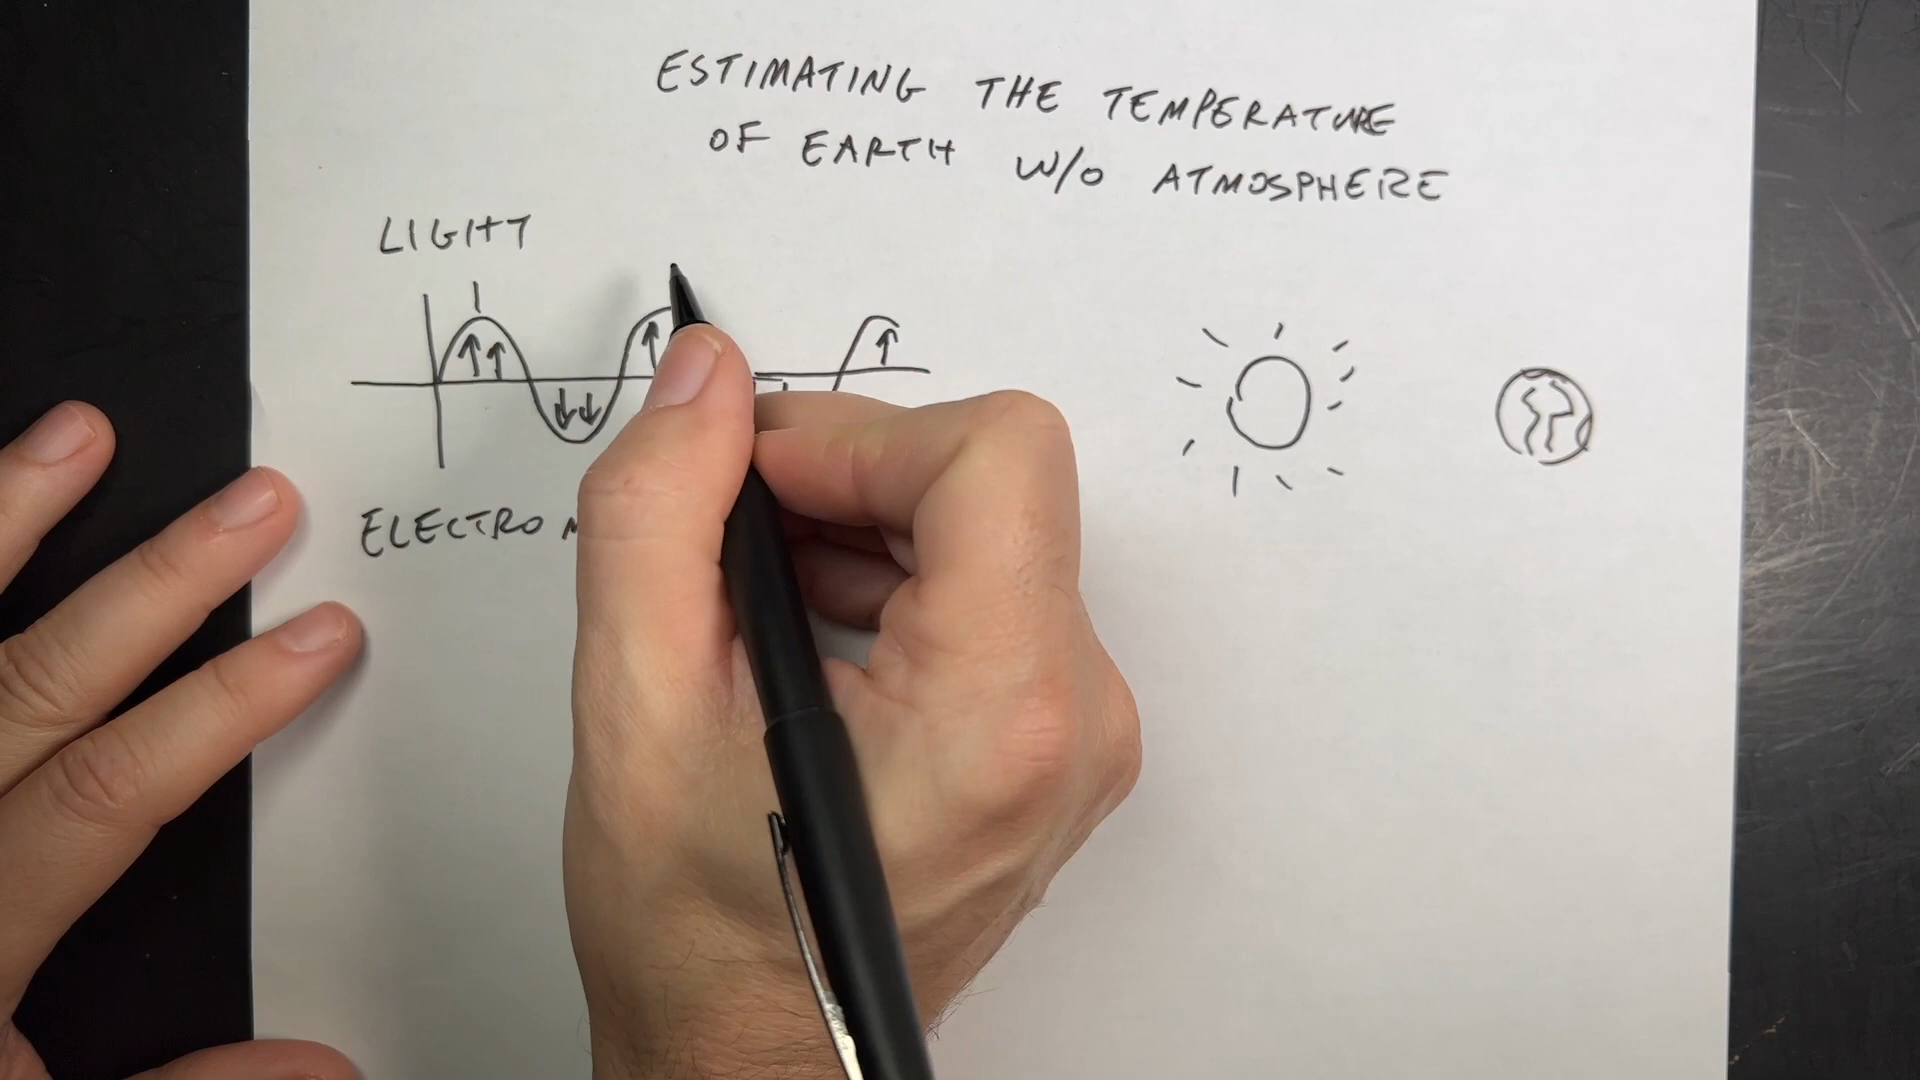 ESTIMATING THE TEMPERATURE
OF EARTH W/O ATMOSPHERE
LIGHT
ELECTRO